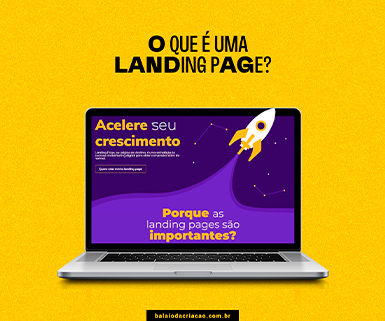 O QUE É UMA
LANDING PAGE?
Acelere seu
crescimento
Quero criar minha landing page
Porque as
landing pages são
importantes?
balaiodacriacao.com.br